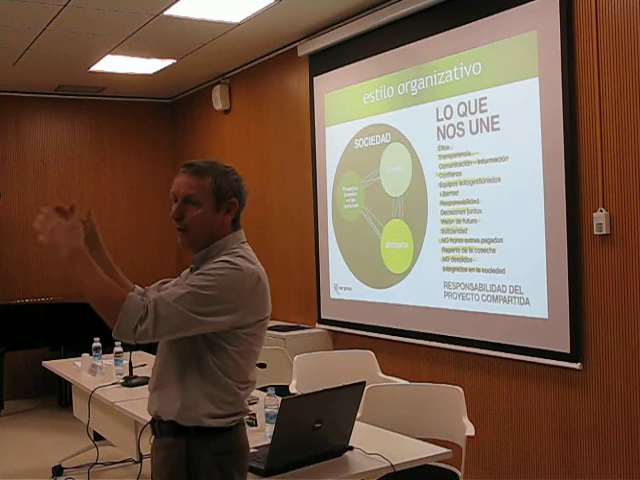 estilo organizativo
SOCIEDAD
EFICIENCIA
LO QUE
NOS UNE
Ética
Transparencia
Comunicación - Información
Confianza
Equipos autogestionados
Libertad
Responsabilidad
Decisiones juntos
Visión de futuro
Solidaridad
NO horas extras pagadas
Reparto de la cosecha
NO despidos
Integrados en la sociedad
RESPONSABILIDAD DEL
PROYECTO COMPARTIDA